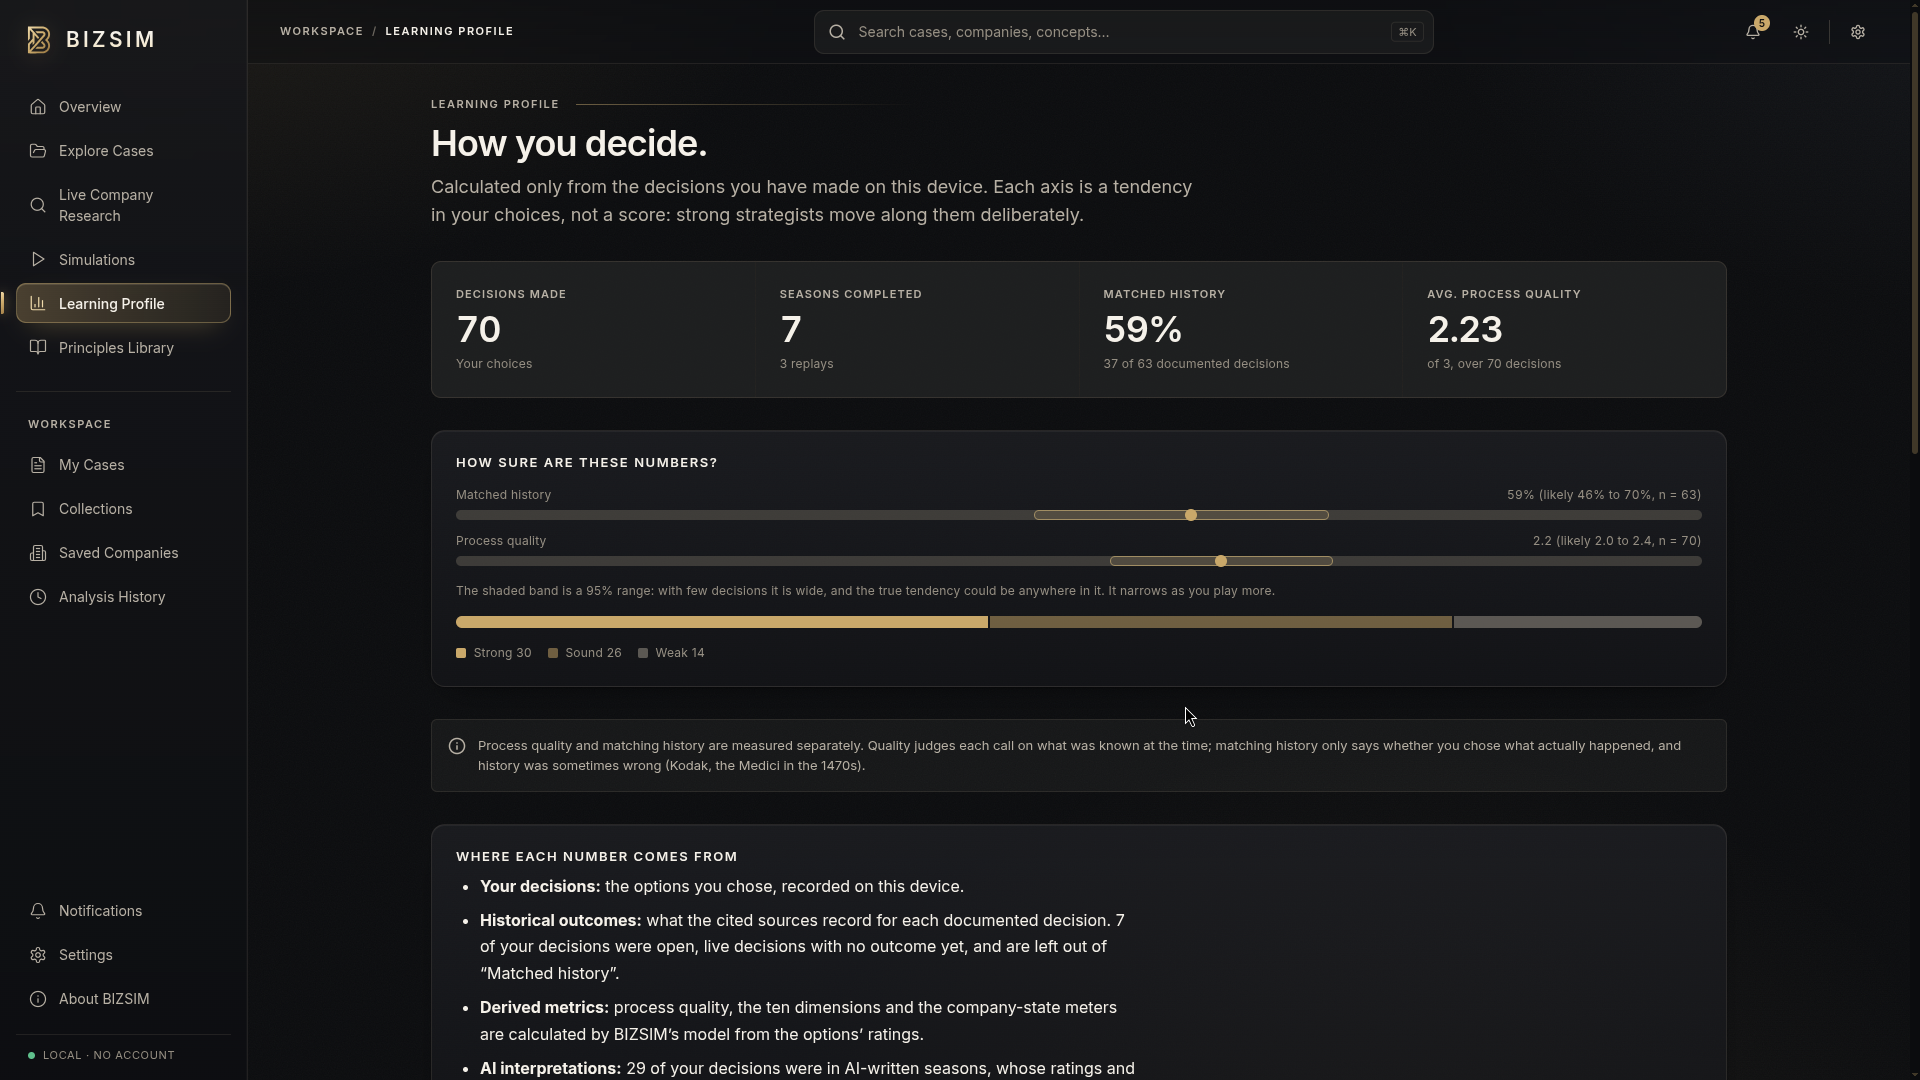 BIZSIM
WORKSPACE / LEARNING PROFILE
Search cases, companies, concepts...
⌘K
5
Overview
Explore Cases
Live Company
Research
Simulations
Learning Profile
Principles Library
WORKSPACE
My Cases
Collections
Saved Companies
Analysis History
Notifications
Settings
About BIZSIM
LOCAL · NO ACCOUNT
LEARNING PROFILE
How you decide.
Calculated only from the decisions you have made on this device. Each axis is a tendency
in your choices, not a score: strong strategists move along them deliberately.
DECISIONS MADE
70
Your choices
SEASONS COMPLETED
7
3 replays
MATCHED HISTORY
59%
37 of 63 documented decisions
AVG. PROCESS QUALITY
2.23
of 3, over 70 decisions
HOW SURE ARE THESE NUMBERS?
Matched history 59% (likely 46% to 70%, n = 63)
Process quality 2.2 (likely 2.0 to 2.4, n = 70)
The shaded band is a 95% range: with few decisions it is wide, and the true tendency could be anywhere in it. It narrows as you play more.
Strong 30 Sound 26 Weak 14
Process quality and matching history are measured separately. Quality judges each call on what was known at the time; matching history only says whether you chose what actually happened, and
history was sometimes wrong (Kodak, the Medici in the 1470s).
WHERE EACH NUMBER COMES FROM
• Your decisions: the options you chose, recorded on this device.
• Historical outcomes: what the cited sources record for each documented decision. 7
of your decisions were open, live decisions with no outcome yet, and are left out of
“Matched history”.
• Derived metrics: process quality, the ten dimensions and the company-state meters
are calculated by BIZSIM’s model from the options’ ratings.
• AI interpretations: 29 of your decisions were in AI-written seasons, whose ratings and